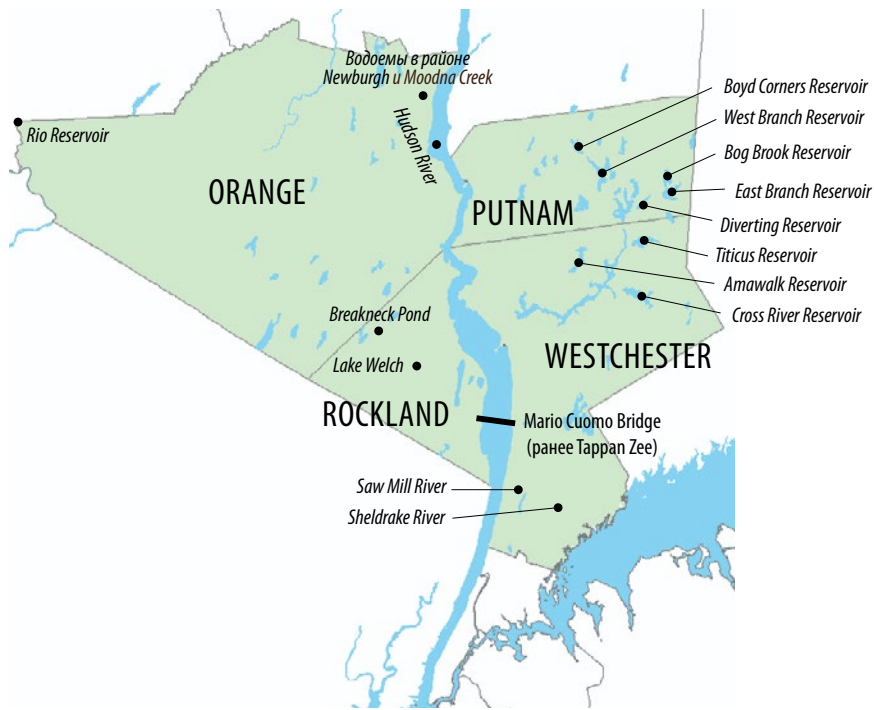 Водоемы в районе
Newburgh и Moodna Creek
Boyd Corners Reservoir
West Branch Reservoir
Rio Reservoir
Hudson River
Bog Brook Reservoir
ORANGE
East Branch Reservoir
PUTNAM
Diverting Reservoir
Titicus Reservoir
Amawalk Reservoir
Breakneck Pond
Cross River Reservoir
Lake Welch
WESTCHESTER
ROCKLAND
Mario Cuomo Bridge
(ранее Tappan Zee)
Saw Mill River
Sheldrake River